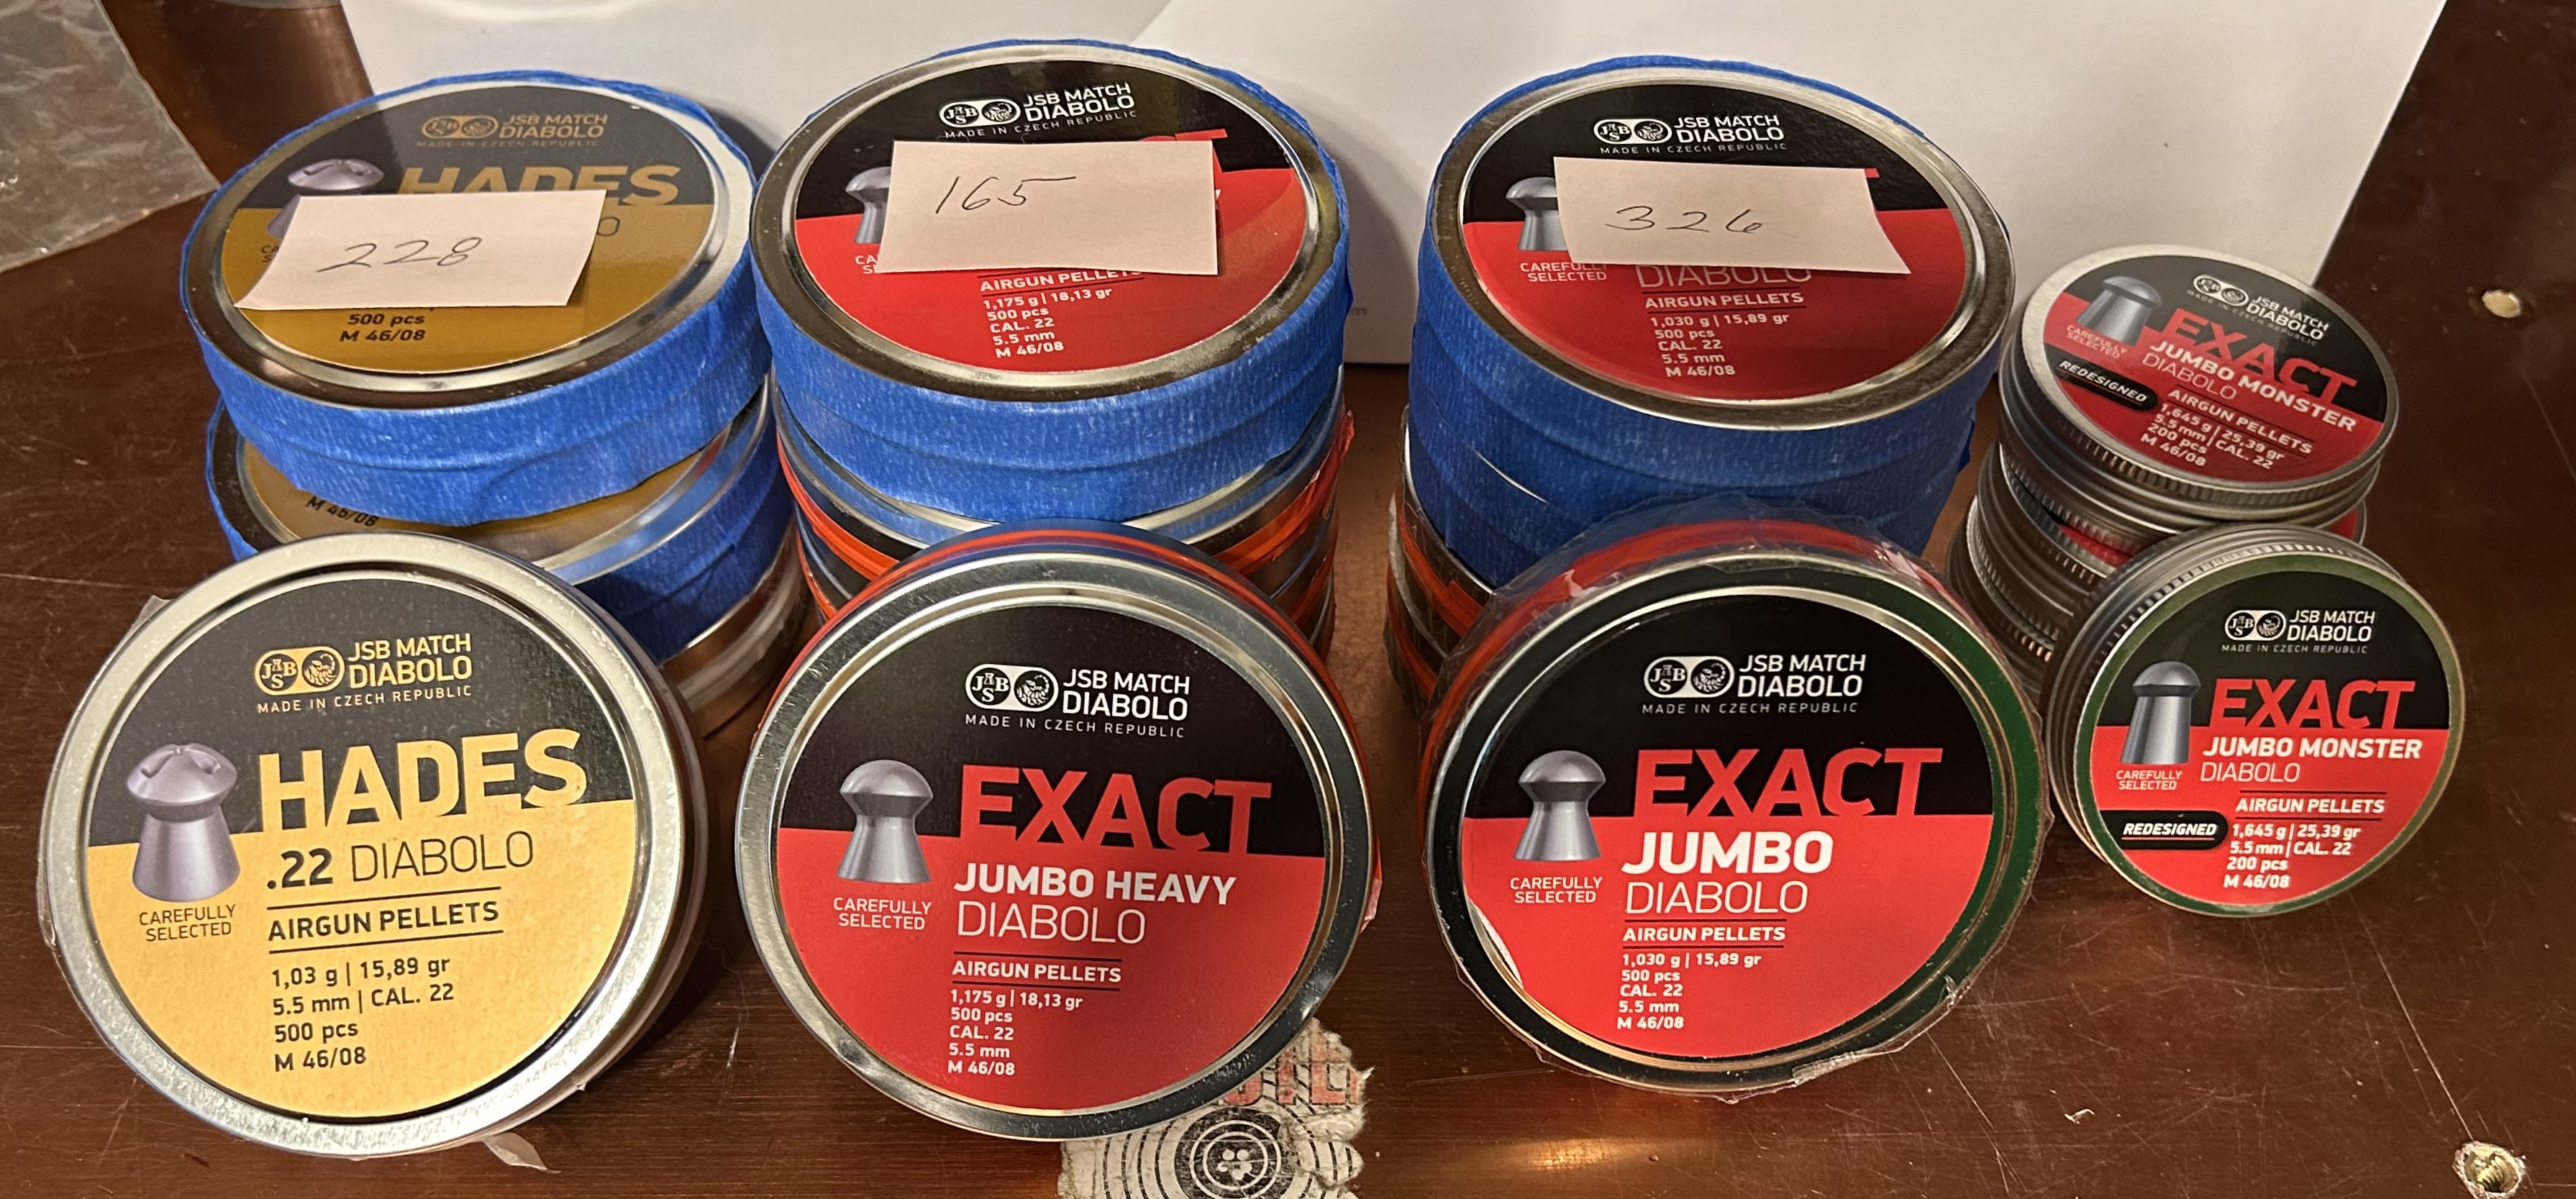 JSB MATCH
DIABOLO
MADE IN CZECH REPUBLIC
HADES
228
500 pcs
M 46/08
M 46/08
JSB MATCH
DIABOLO
MADE IN CZECH REPUBLIC
165
AIRGUN PELLETS
1,175 g | 18,13 gr
500 pcs
CAL. 22
5.5 mm
M 46/08
JSB MATCH
DIABOLO
MADE IN CZECH REPUBLIC
326
CAREFULLY
SELECTED
DIABOLO
AIRGUN PELLETS
1,030 g | 15,89 gr
500 pcs
CAL. 22
5.5 mm
M 46/08
JSB MATCH
DIABOLO
MADE IN CZECH REPUBLIC
EXACT
JUMBO MONSTER
DIABOLO
CAREFULLY
SELECTED
REDESIGNED
AIRGUN PELLETS
1,645 g | 25,39 gr
5.5 mm | CAL. 22
200 pcs
M 46/08
JSB MATCH
DIABOLO
MADE IN CZECH REPUBLIC
HADES
.22 DIABOLO
CAREFULLY
SELECTED
AIRGUN PELLETS
1,03 g | 15,89 gr
5.5 mm | CAL. 22
500 pcs
M 46/08
JSB MATCH
DIABOLO
MADE IN CZECH REPUBLIC
EXACT
JUMBO HEAVY
DIABOLO
CAREFULLY
SELECTED
AIRGUN PELLETS
1,175 g | 18,13 gr
500 pcs
CAL. 22
5.5 mm
M 46/08
JSB MATCH
DIABOLO
MADE IN CZECH REPUBLIC
EXACT
JUMBO
DIABOLO
CAREFULLY
SELECTED
AIRGUN PELLETS
1,030 g | 15,89 gr
500 pcs
CAL. 22
5.5 mm
M 46/08
JSB MATCH
DIABOLO
MADE IN CZECH REPUBLIC
EXACT
JUMBO MONSTER
DIABOLO
CAREFULLY
SELECTED
AIRGUN PELLETS
REDESIGNED
1,645 g | 25,39 gr
5.5 mm | CAL. 22
200 pcs
M 46/08